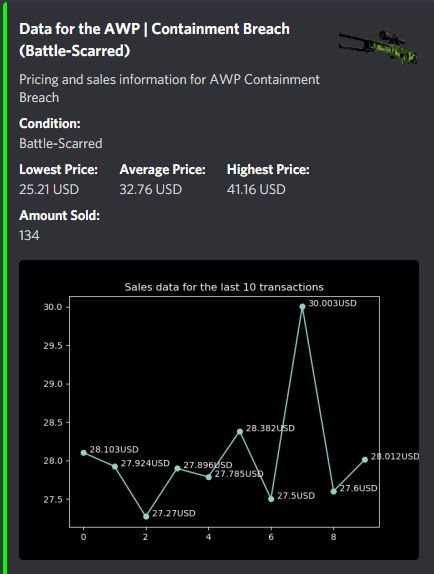 Data for the AWP | Containment Breach
(Battle-Scarred)
Pricing and sales information for AWP Containment
Breach
Condition:
Battle-Scarred
Lowest Price: Average Price: Highest Price:
25.21 USD 32.76 USD 41.16 USD
Amount Sold:
134
Sales data for the last 10 transactions
30.0
29.5
29.0
28.5
28.0
27.5
28.103USD
27.924USD
27.27USD
27.896USD
27.785USD
28.382USD
27.5USD
30.003USD
27.6USD
28.012USD
0 2 4 6 8